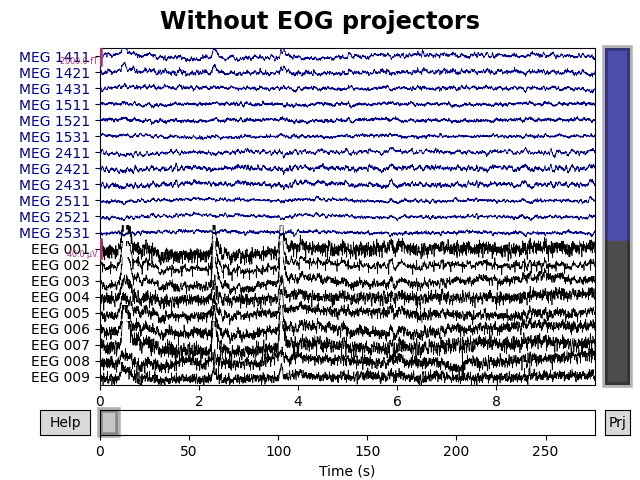 Without EOG projectors
MEG 1411
MEG 1421
MEG 1431
MEG 1511
MEG 1521
MEG 1531
MEG 2411
MEG 2421
MEG 2431
MEG 2511
MEG 2521
MEG 2531
EEG 001
EEG 002
EEG 003
EEG 004
EEG 005
EEG 006
EEG 007
EEG 008
EEG 009
0 2 4 6 8
Help
Prj
0 50 100 150 200 250
Time (s)